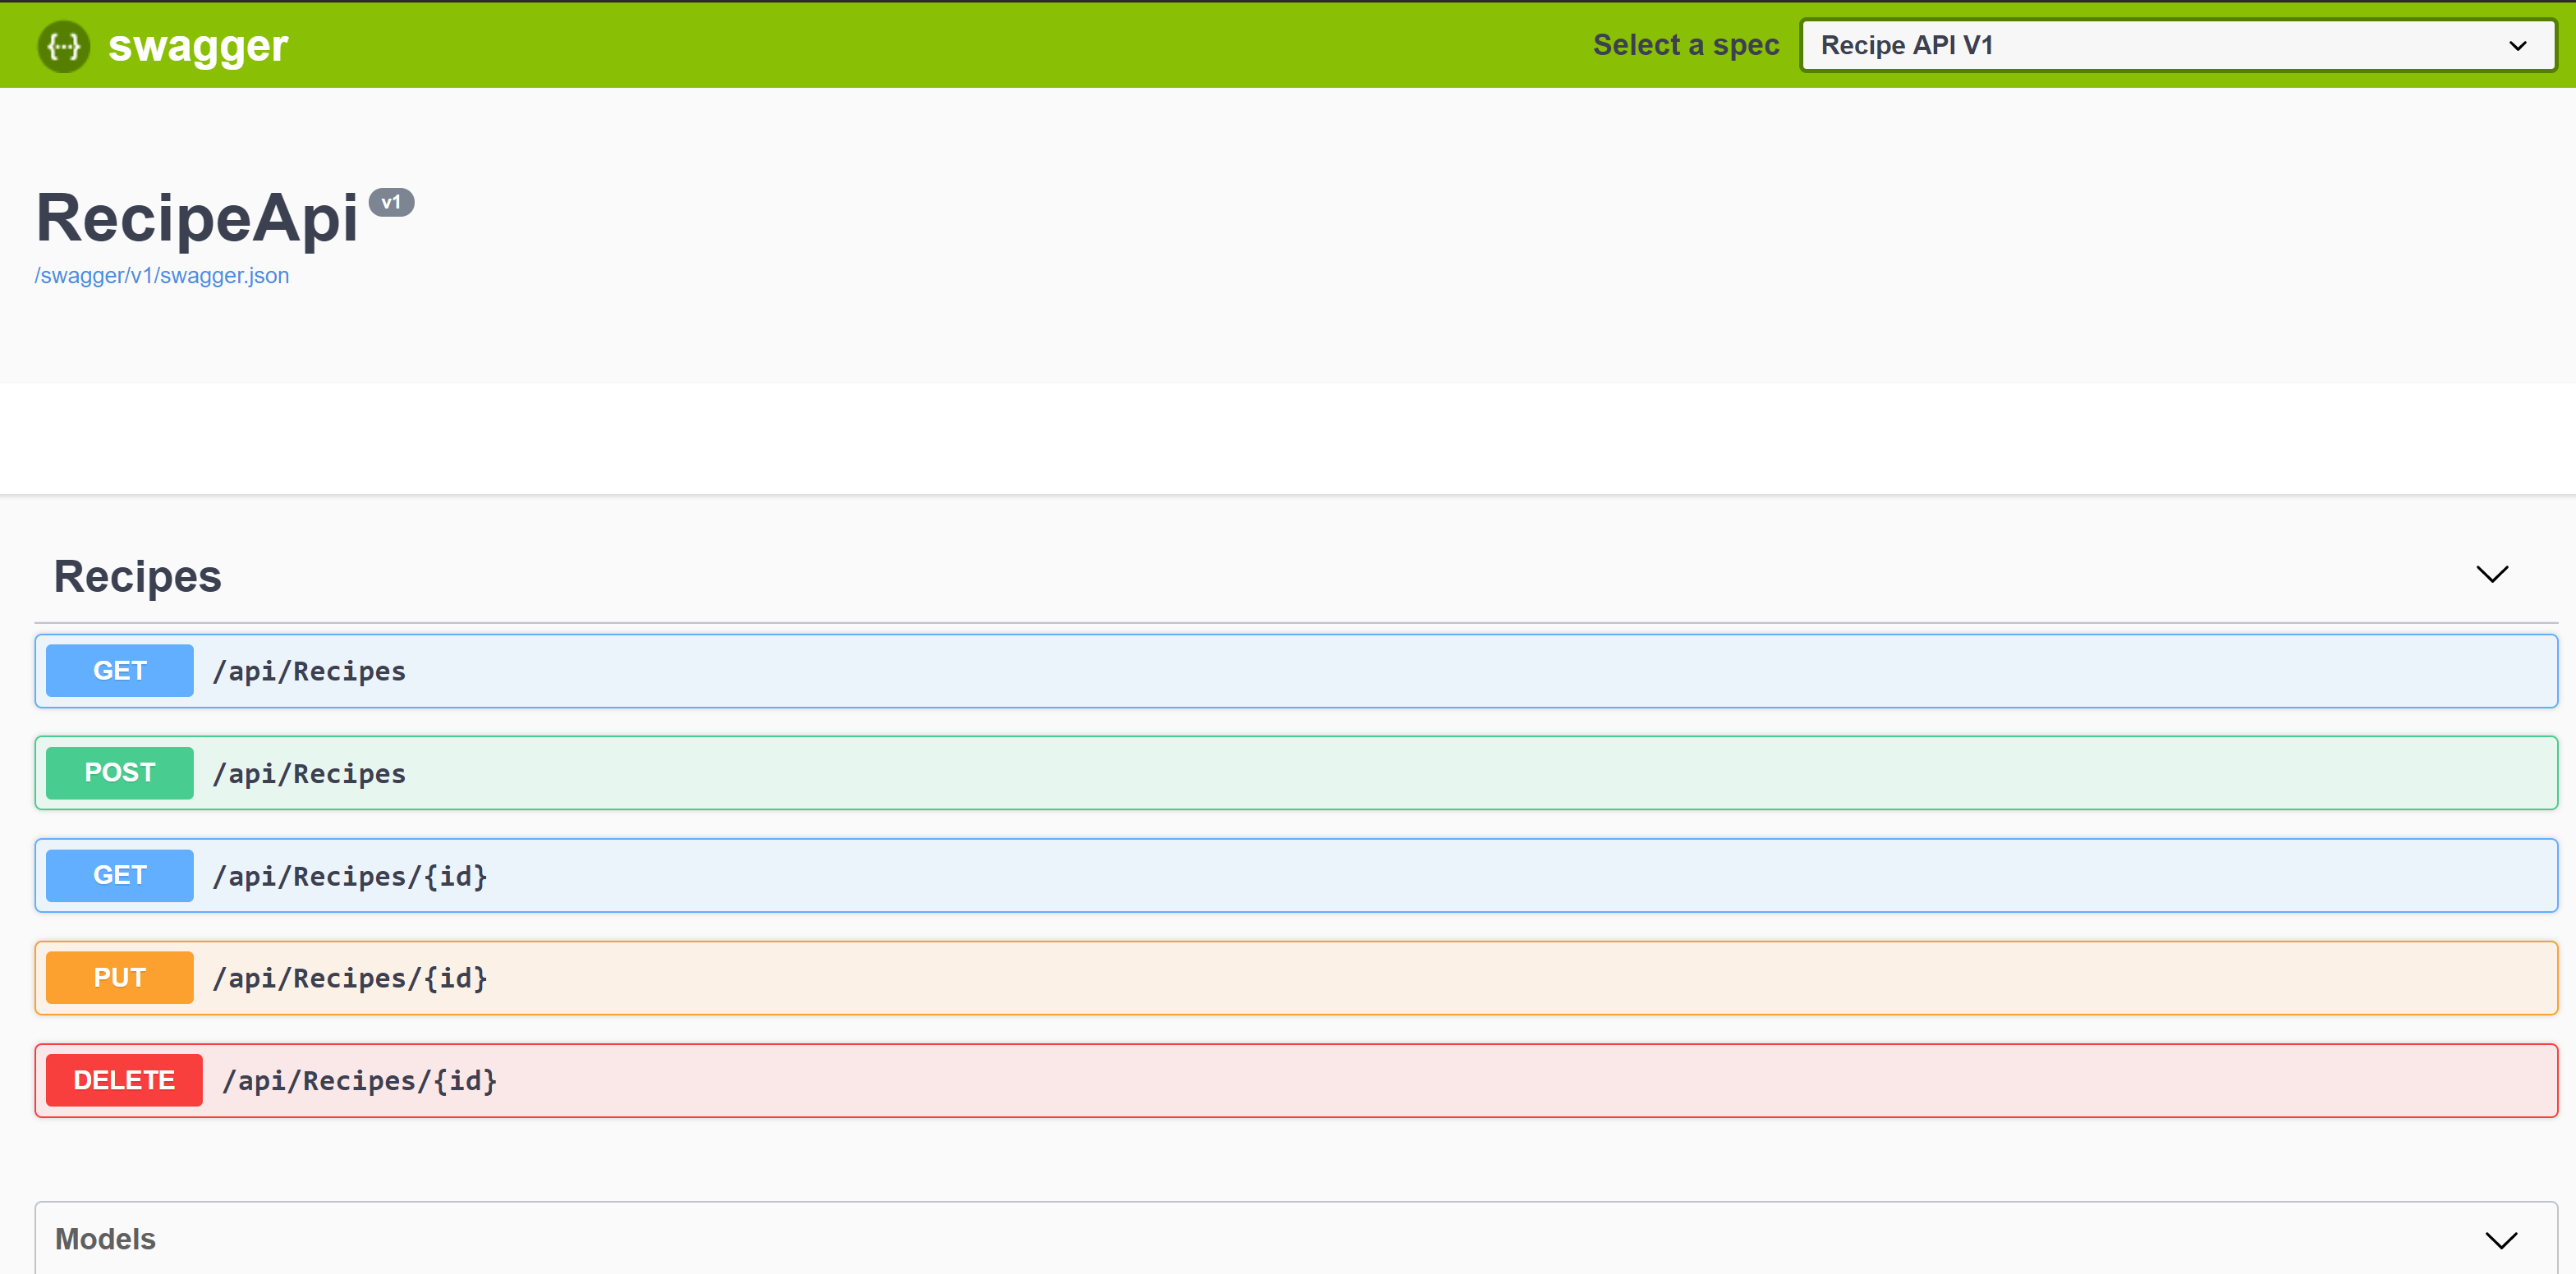 {···} swagger
Select a spec
Recipe API V1
RecipeApi v1
/swagger/v1/swagger.json
Recipes
GET /api/Recipes
POST /api/Recipes
GET /api/Recipes/{id}
PUT /api/Recipes/{id}
DELETE /api/Recipes/{id}
Models